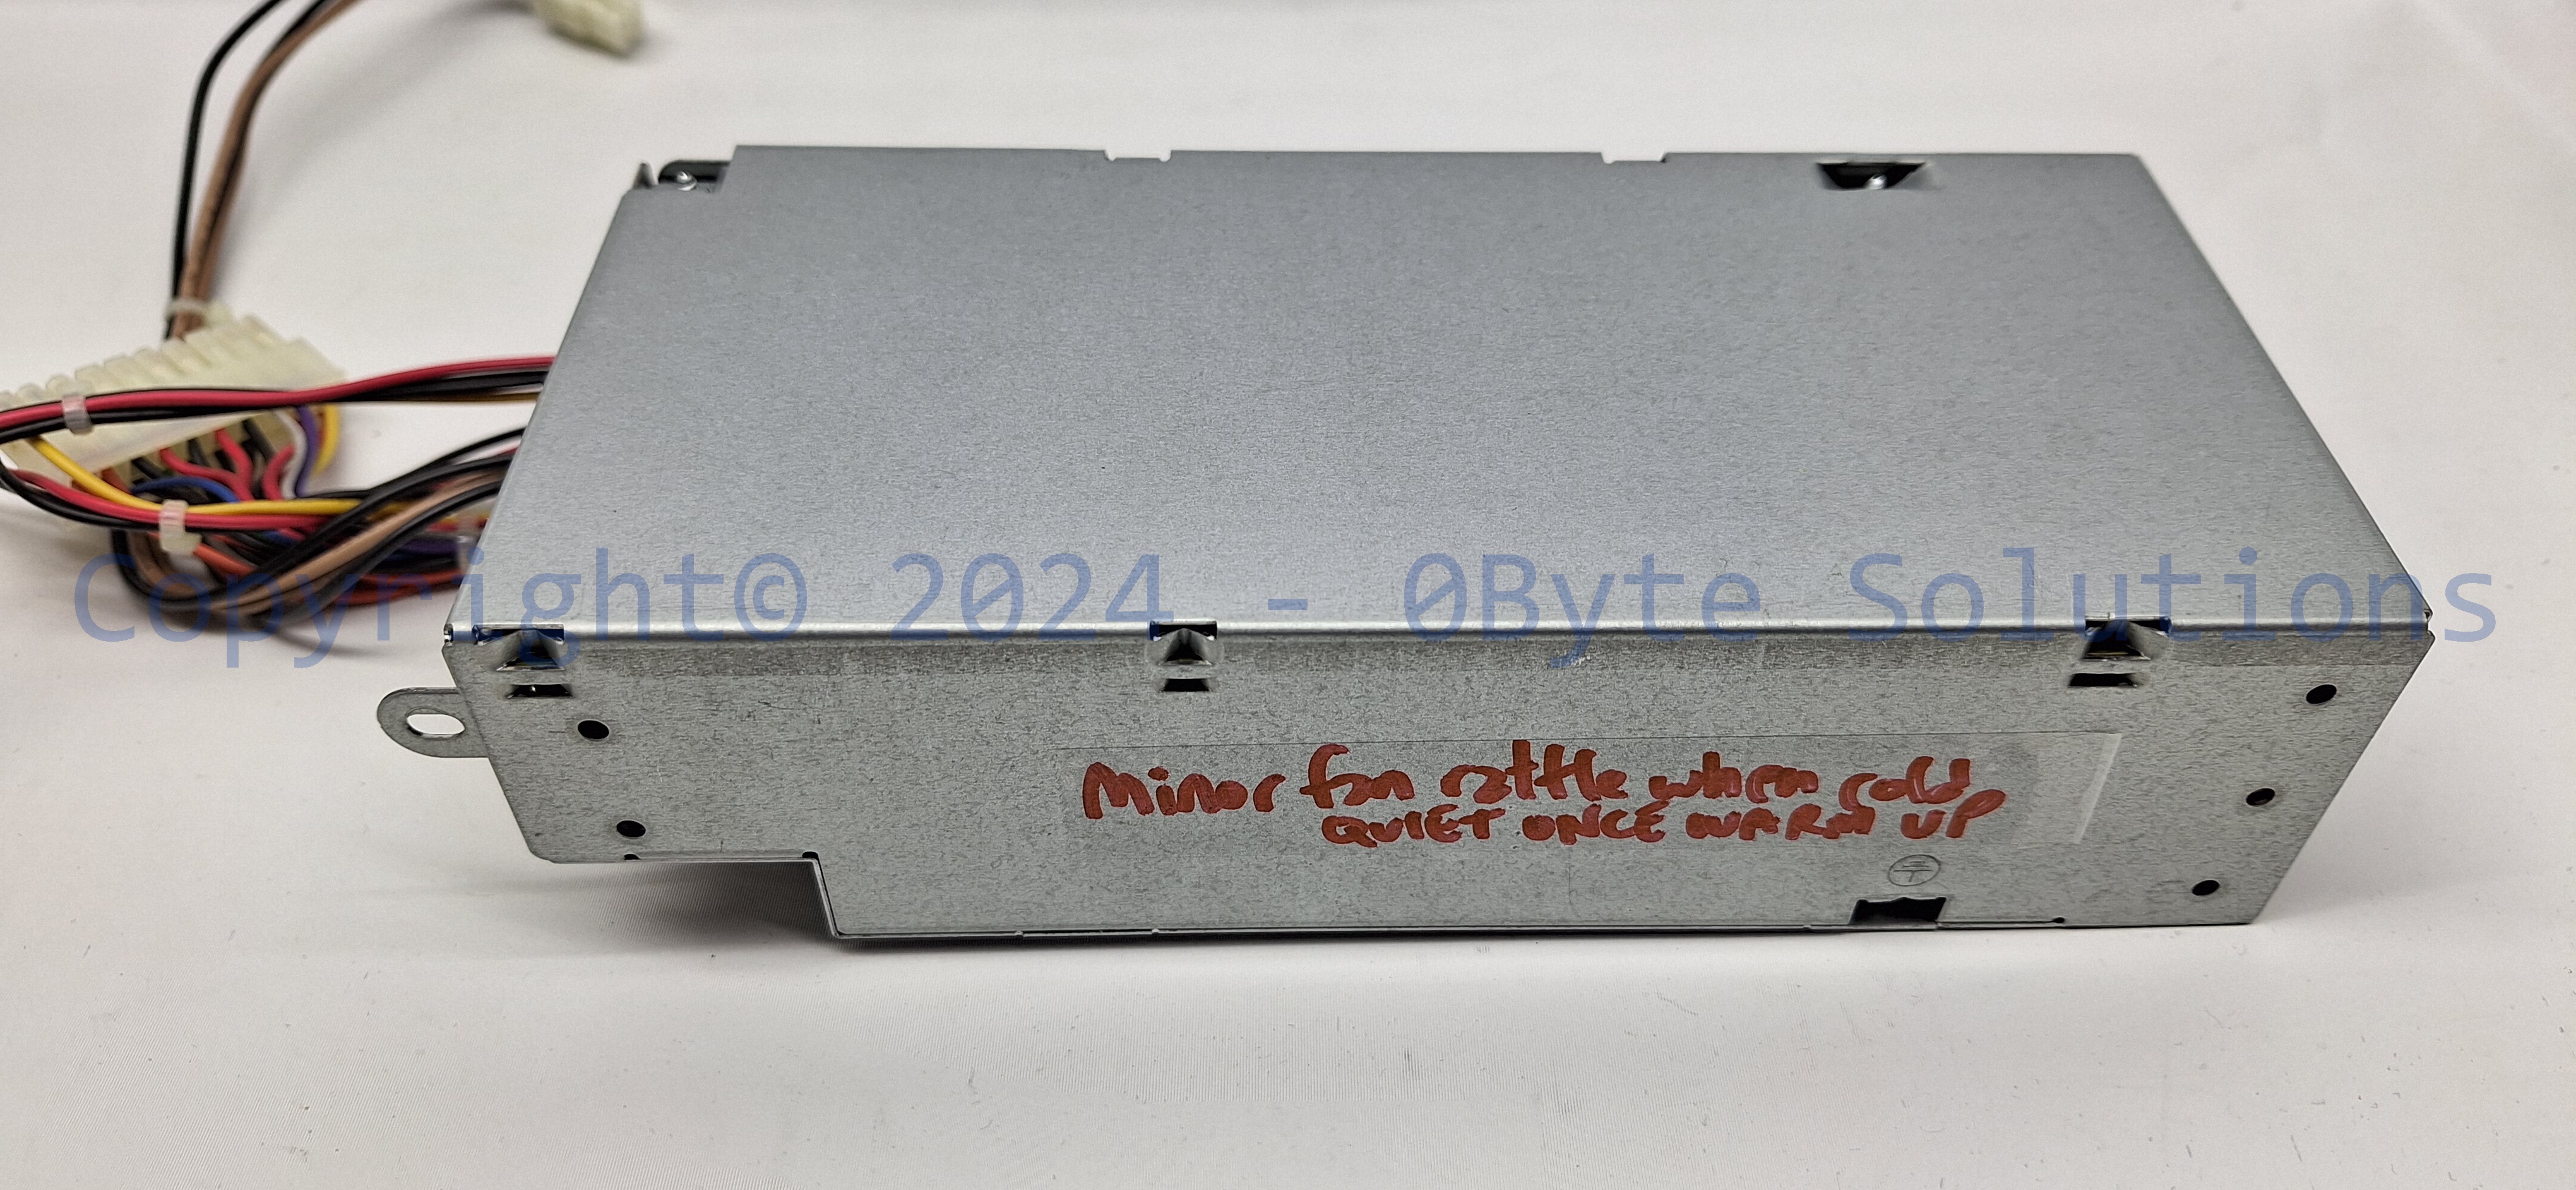 Copyright© 2024 - 0Byte Solutions
Minor fan rattle when cold
QUIET ONCE WARM UP